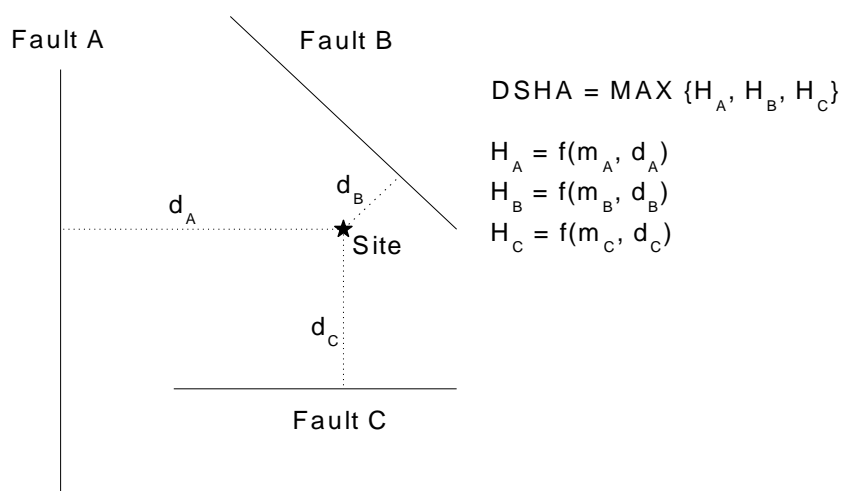 Fault A
Fault B
DSHA = MAX {H_A, H_B, H_C}
H_A = f(m_A, d_A)
H_B = f(m_B, d_B)
H_C = f(m_C, d_C)
d_B
d_A
Site
d_C
Fault C